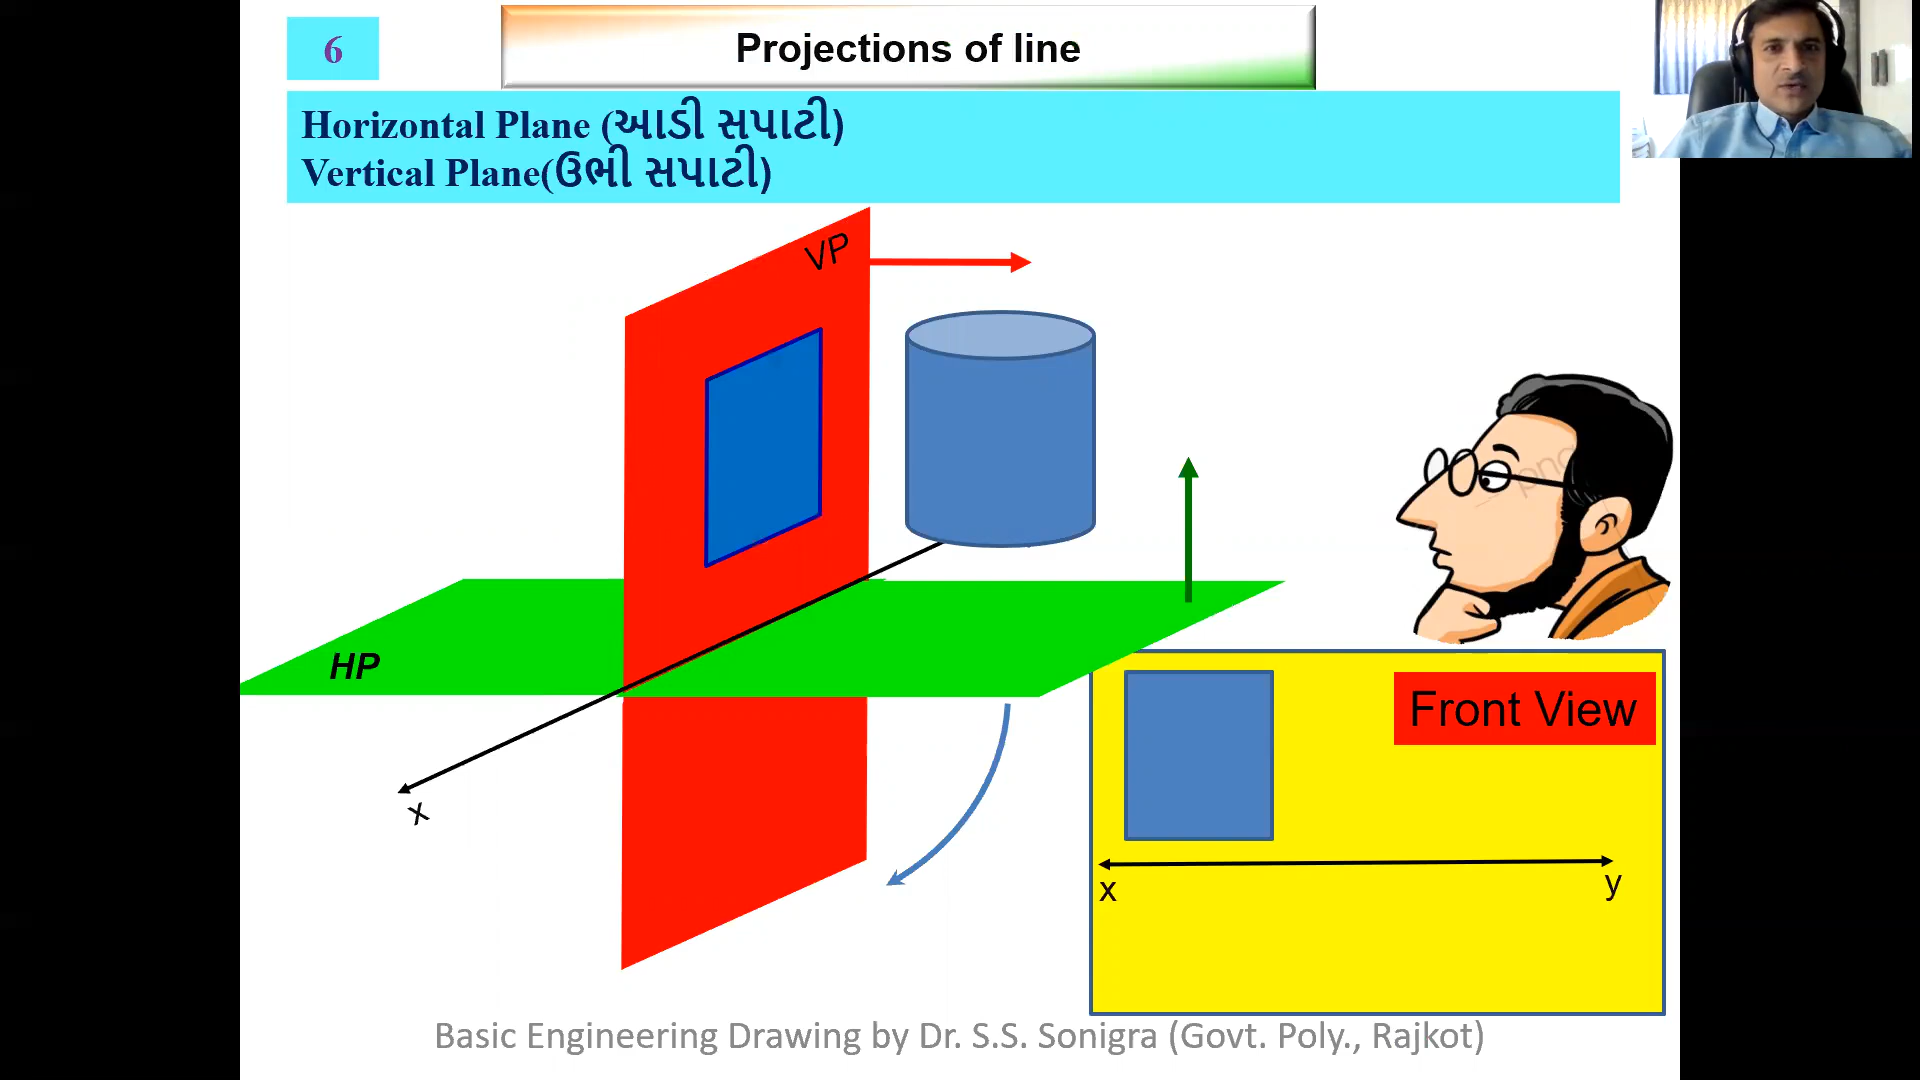 6
Projections of line
Horizontal Plane (આડી સપાટી)
Vertical Plane(ઉભી સપાટી)
VP
HP
x
Front View
x
y
Basic Engineering Drawing by Dr. S.S. Sonigra (Govt. Poly., Rajkot)